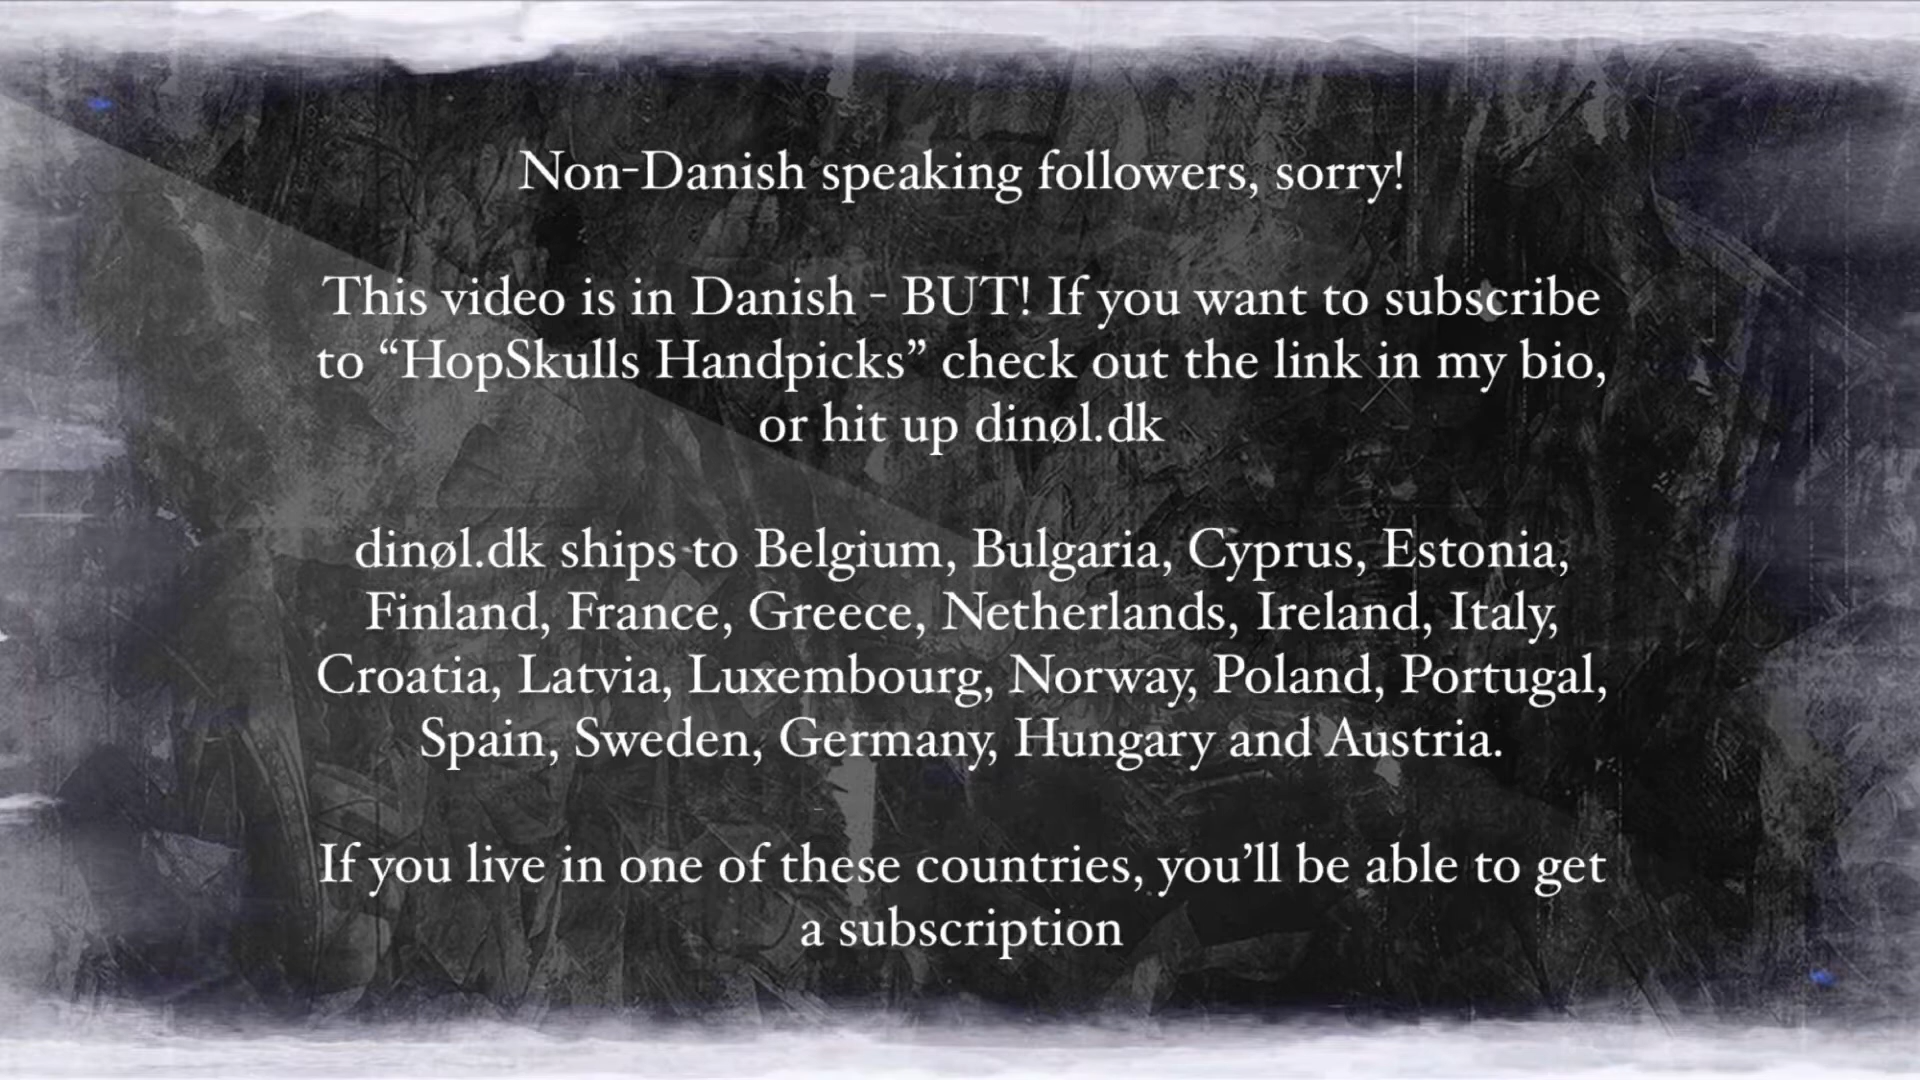 Non-Danish speaking followers, sorry!
This video is in Danish - BUT! If you want to subscribe
to “HopSkulls Handpicks” check out the link in my bio,
or hit up dinøl.dk
dinøl.dk ships to Belgium, Bulgaria, Cyprus, Estonia,
Finland, France, Greece, Netherlands, Ireland, Italy,
Croatia, Latvia, Luxembourg, Norway, Poland, Portugal,
Spain, Sweden, Germany, Hungary and Austria.
If you live in one of these countries, you’ll be able to get
a subscription